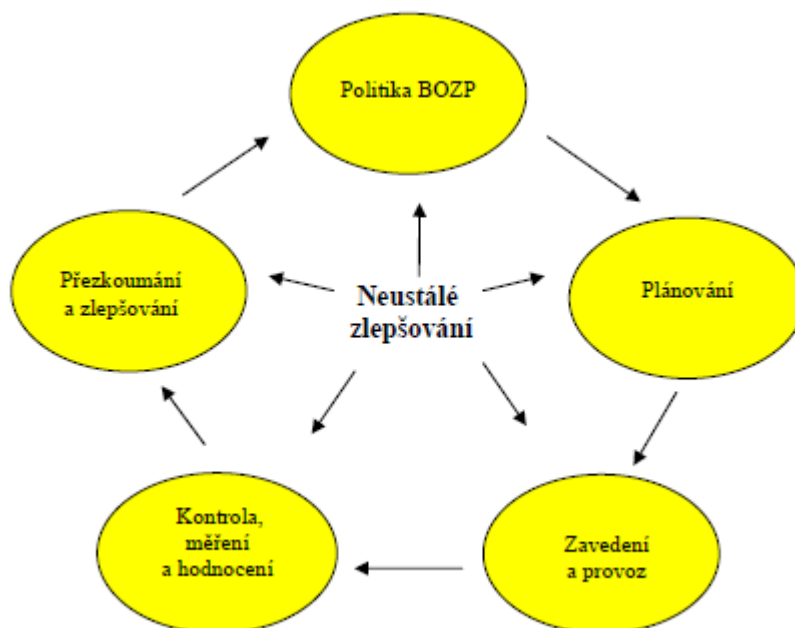 Politika BOZP
Plánování
Zavedení
a provoz
Kontrola,
měření
a hodnocení
Přezkoumání
a zlepšování
Neustálé
zlepšování